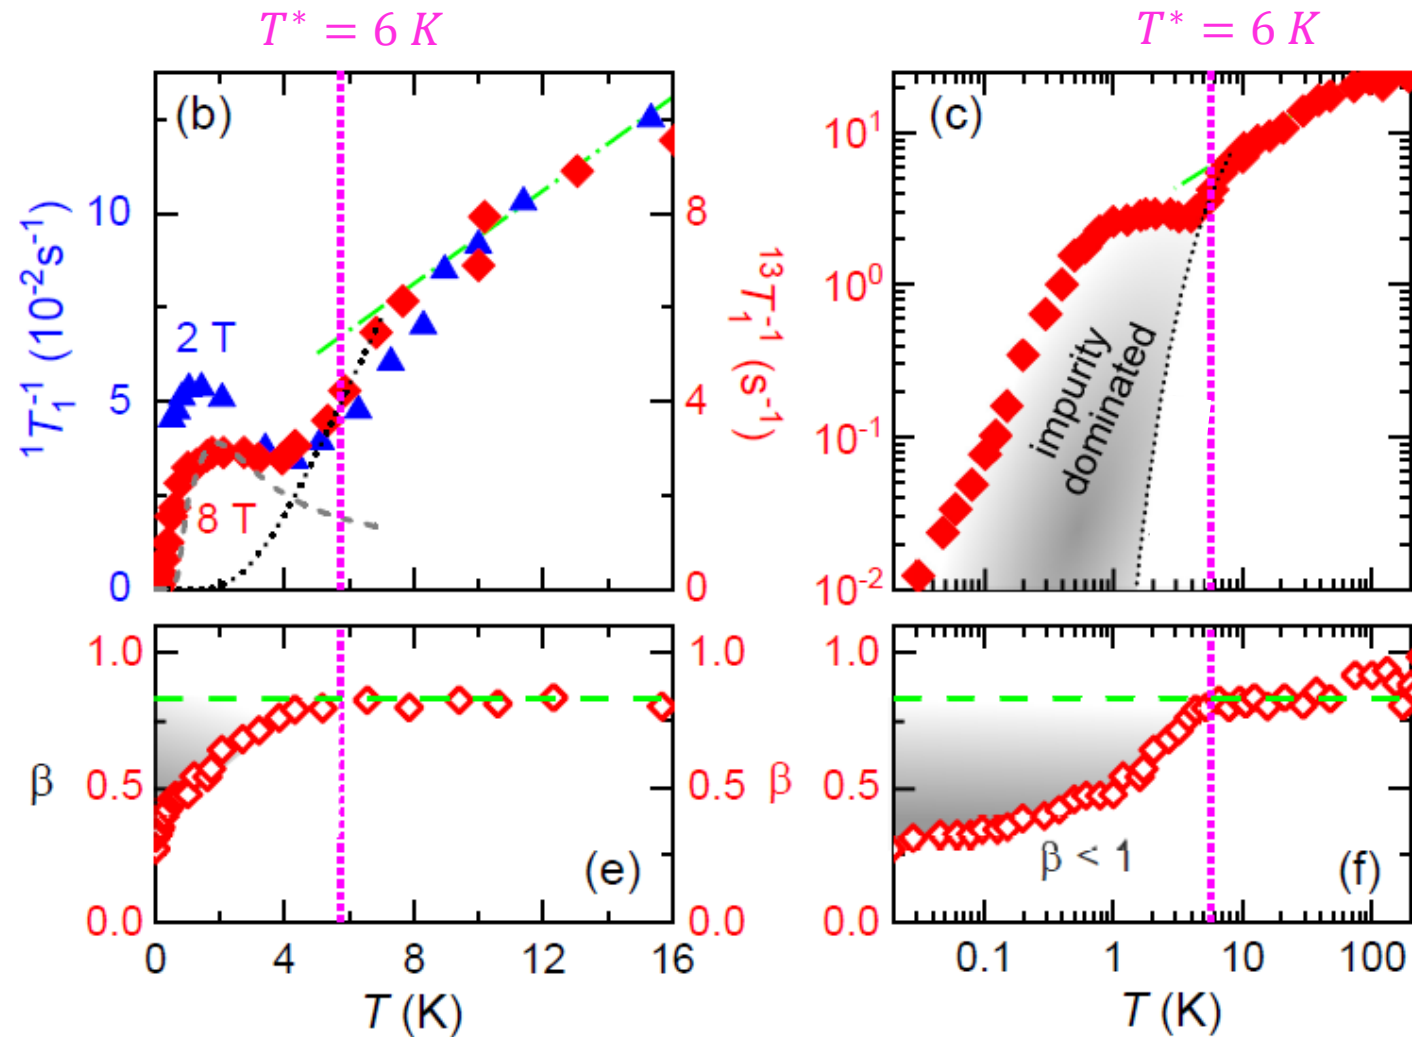 T* = 6 K
T* = 6 K
(b)
¹T₁⁻¹ (10⁻²s⁻¹)
10
5
0
2 T
8 T
8
4
0
¹³T₁⁻¹ (s⁻¹)
(c)
10¹
10⁰
10⁻¹
10⁻²
impurity
dominated
β
1.0
0.5
0.0
(e)
1.0
0.5
0.0
β
1.0
0.5
0.0
β < 1
(f)
0
4
8
12
16
T (K)
0.1
1
10
100
T (K)